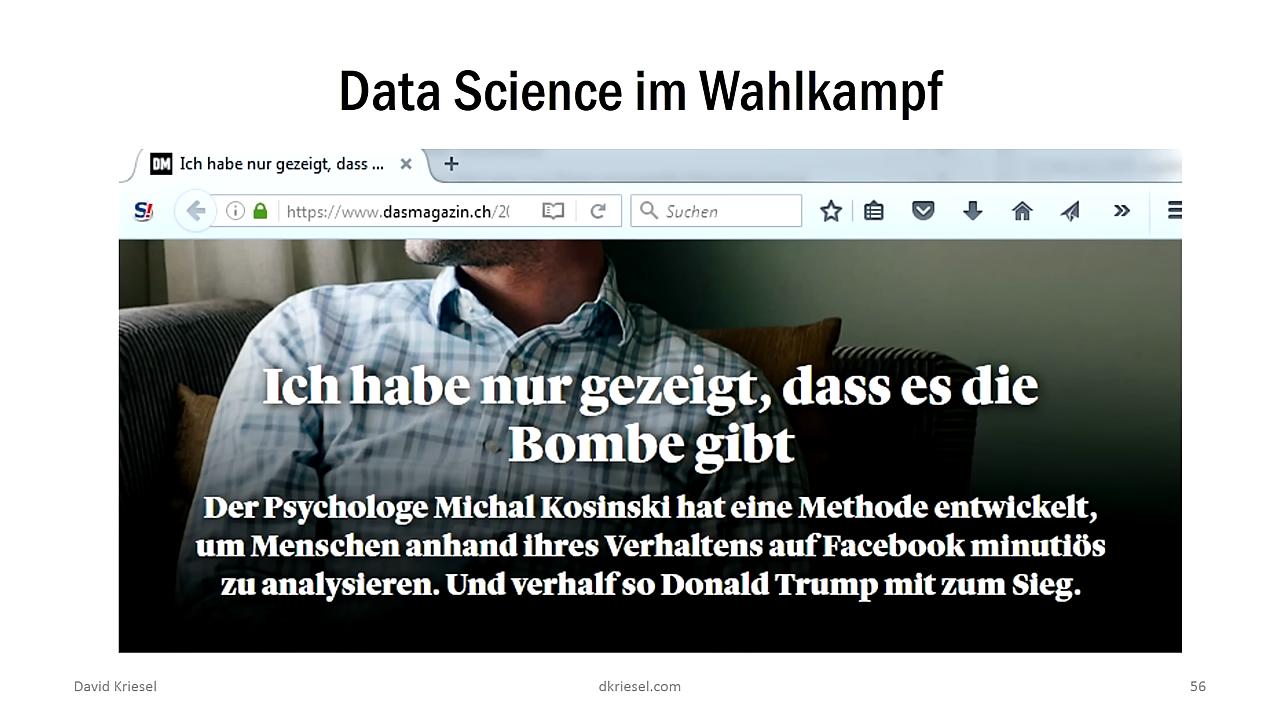 Data Science im Wahlkampf
DM Ich habe nur gezeigt, dass ...
S!
https://www.dasmagazin.ch/20
Suchen
Ich habe nur gezeigt, dass es die
Bombe gibt
Der Psychologe Michal Kosinski hat eine Methode entwickelt,
um Menschen anhand ihres Verhaltens auf Facebook minutiös
zu analysieren. Und verhalf so Donald Trump mit zum Sieg.
David Kriesel
dkriesel.com
56